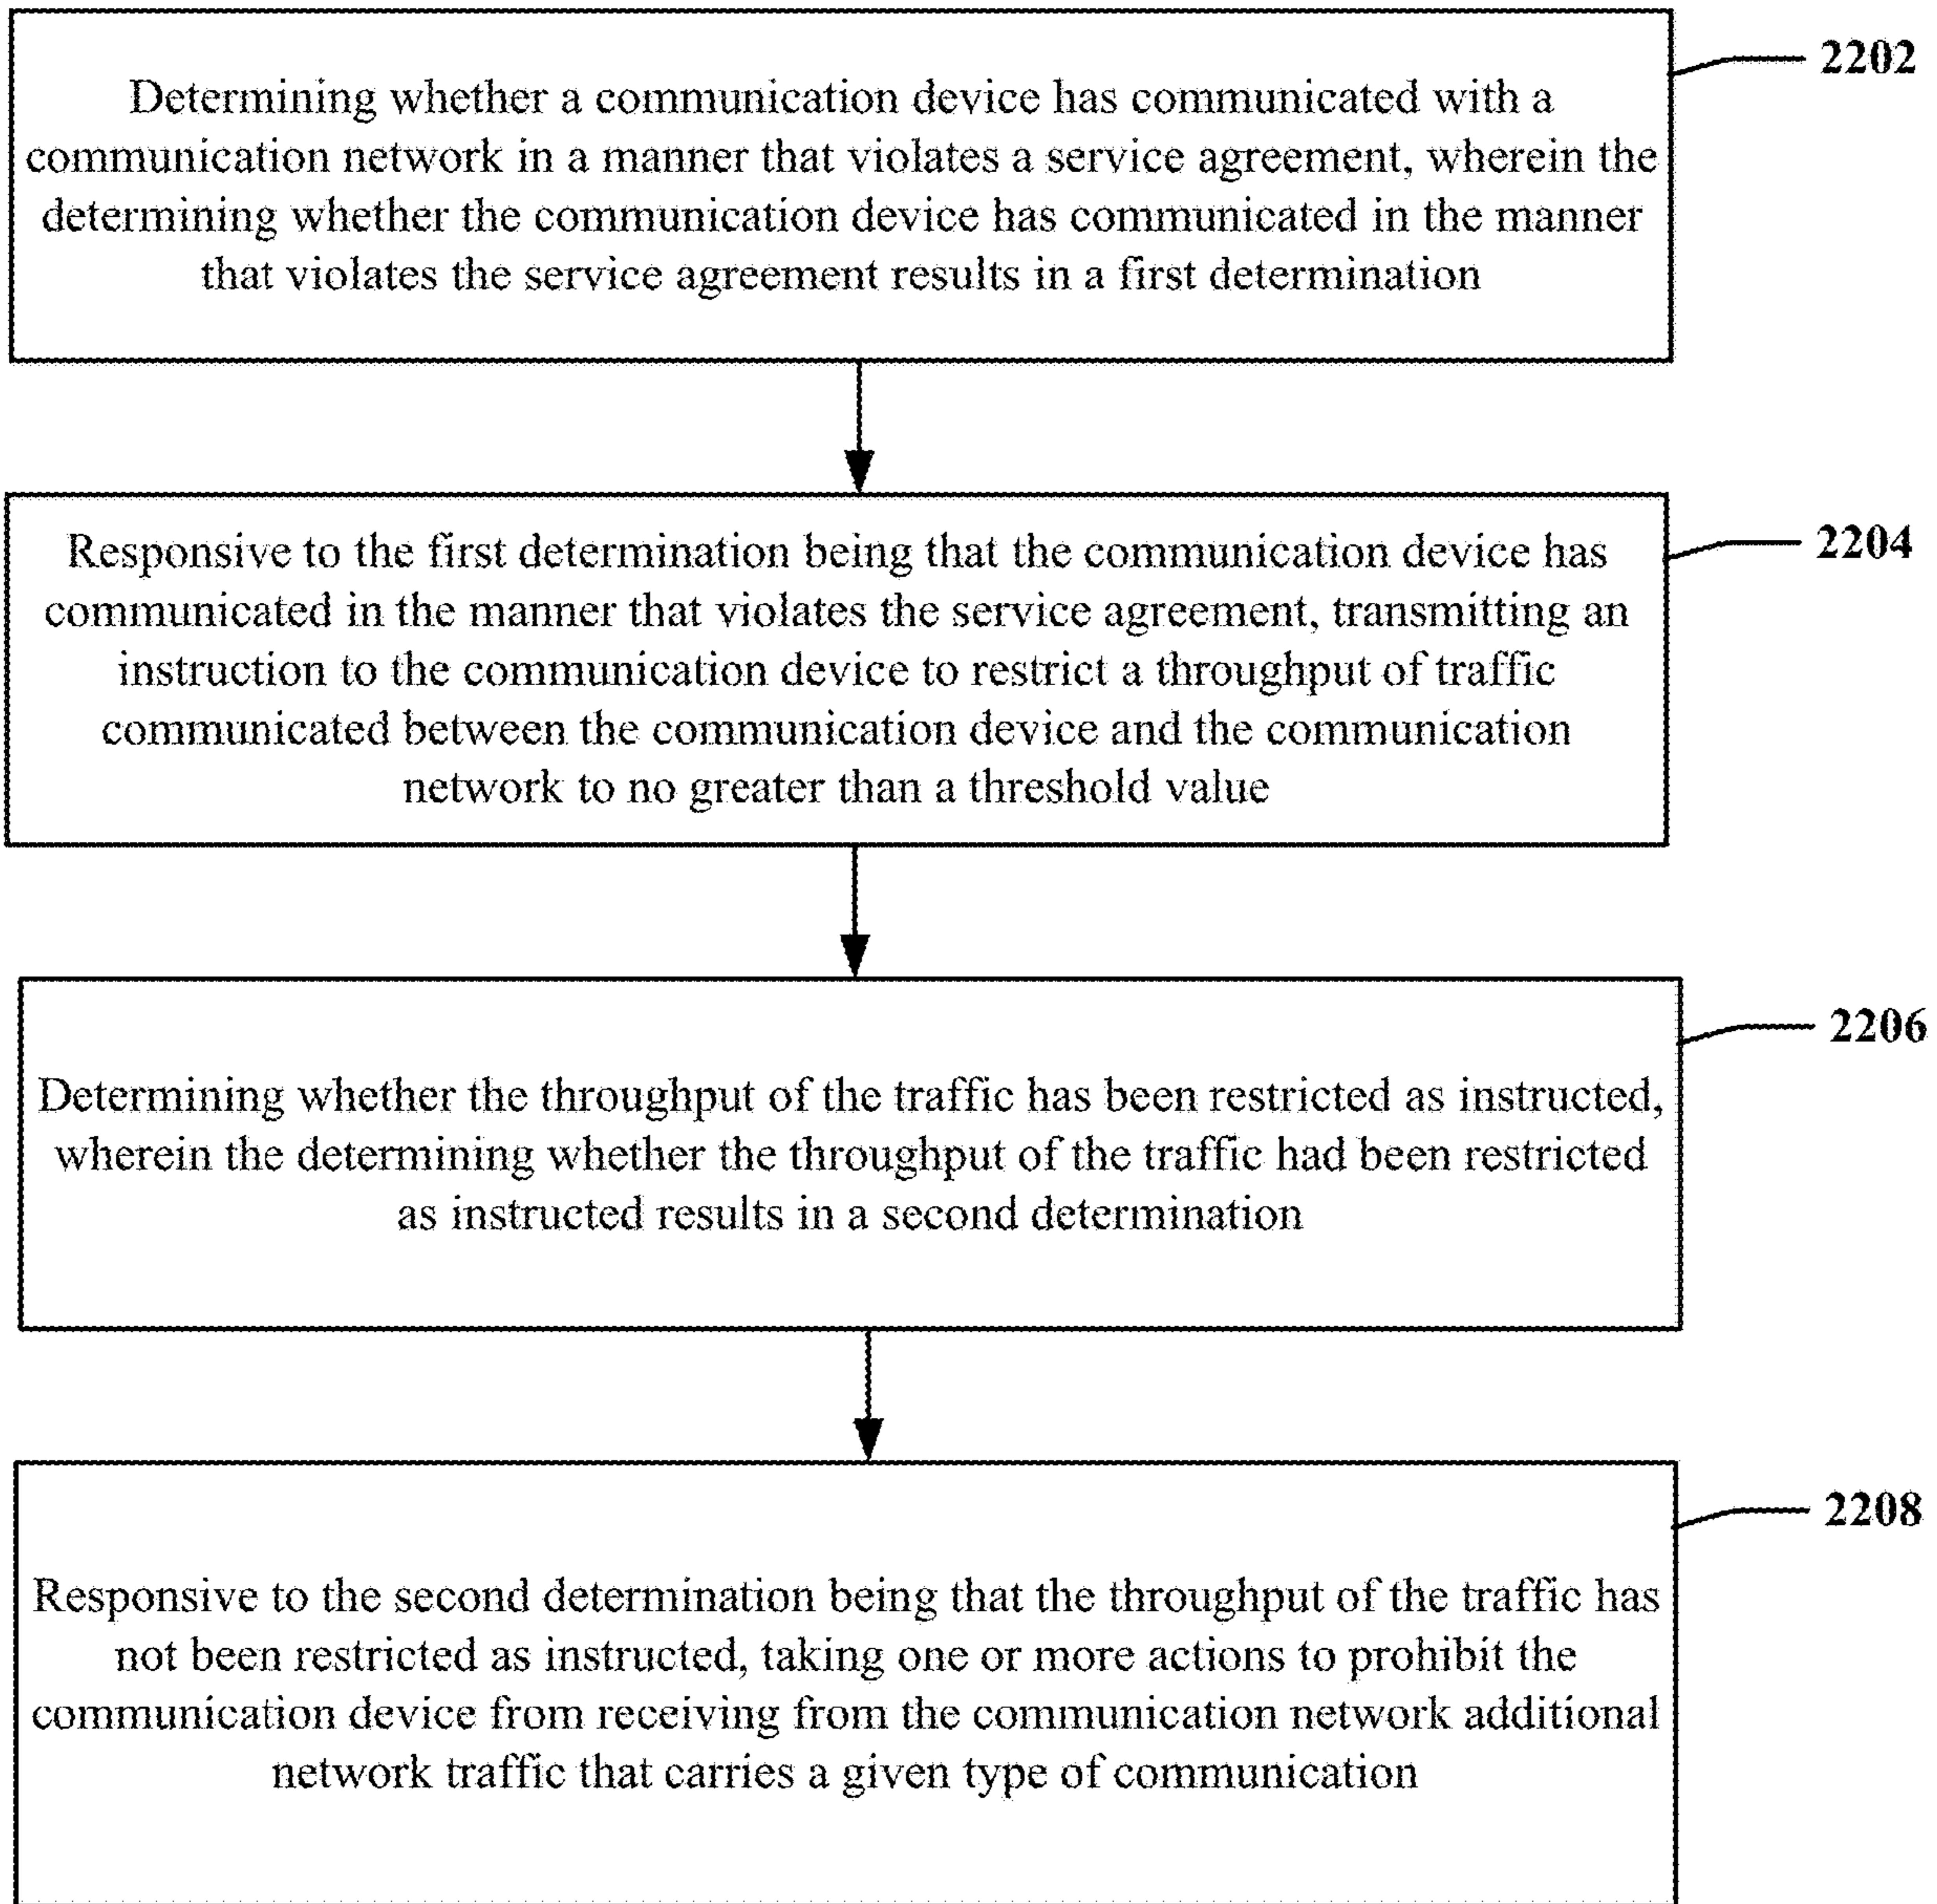 2202
Determining whether a communication device has communicated with a
communication network in a manner that violates a service agreement, wherein the
determining whether the communication device has communicated in the manner
that violates the service agreement results in a first determination
2204
Responsive to the first determination being that the communication device has
communicated in the manner that violates the service agreement, transmitting an
instruction to the communication device to restrict a throughput of traffic
communicated between the communication device and the communication
network to no greater than a threshold value
2206
Determining whether the throughput of the traffic has been restricted as instructed,
wherein the determining whether the throughput of the traffic had been restricted
as instructed results in a second determination
2208
Responsive to the second determination being that the throughput of the traffic has
not been restricted as instructed, taking one or more actions to prohibit the
communication device from receiving from the communication network additional
network traffic that carries a given type of communication